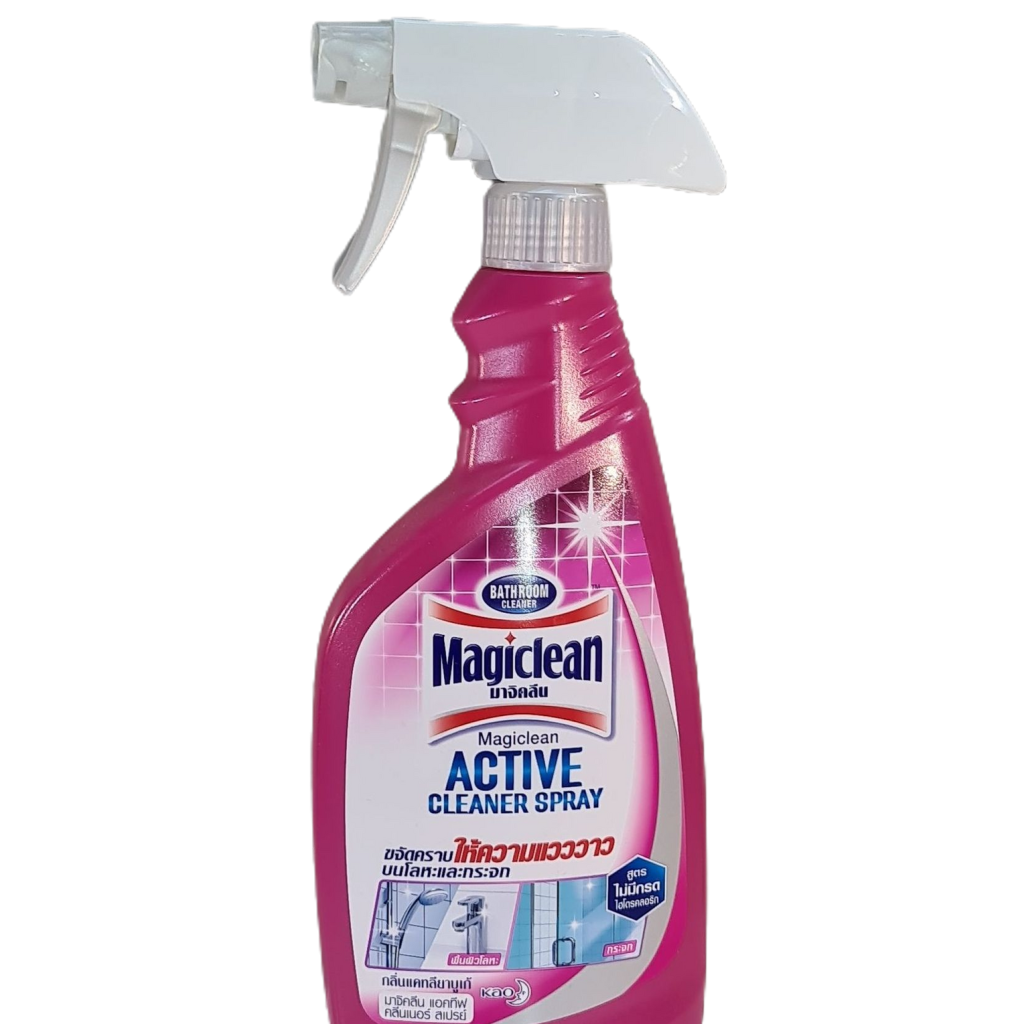 BATHROOM
CLEANER
TM
Magiclean
มาจิคลีน
Magiclean
ACTIVE
CLEANER SPRAY
ขจัดคราบให้ความแวววาว
บนโลหะและกระจก
สูตร
ไม่มีกรด
ไฮโดรคลอริก
พื้นผิวโลหะ
กระจก
กลิ่นแคทลียาบูเก้
มาจิคลีน แอคทีฟ
คลีนเนอร์ สเปรย์
Kao